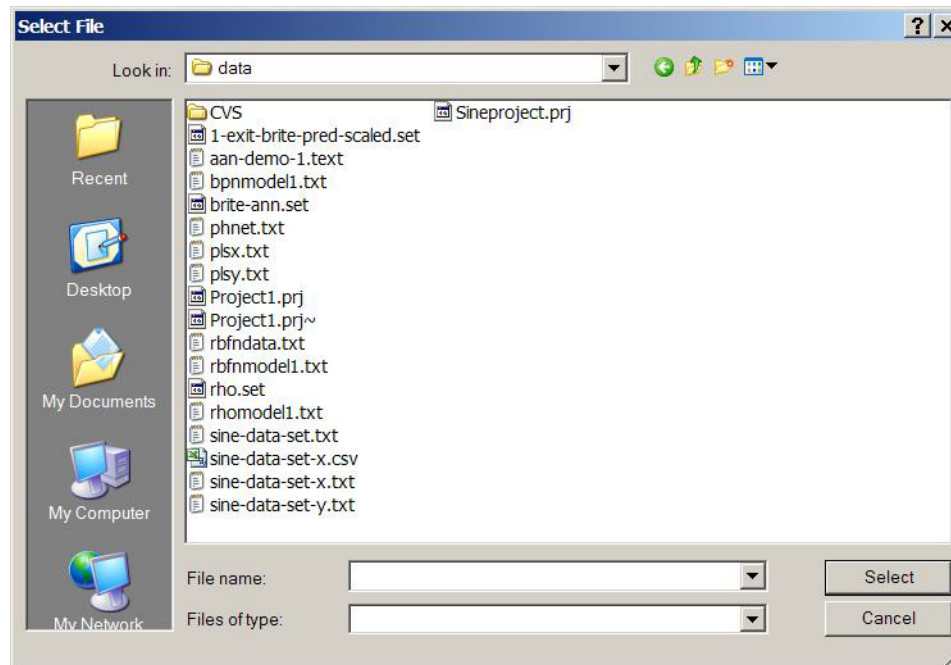 Select File
Look in:
data
Recent
Desktop
My Documents
My Computer
My Network
CVS
1-exit-brite-pred-scaled.set
aan-demo-1.text
bpnmodel1.txt
brite-ann.set
phnet.txt
plsx.txt
plsy.txt
Project1.prj
Project1.prj~
rbfndata.txt
rbfnmodel1.txt
rho.set
rhomodel1.txt
sine-data-set.txt
sine-data-set-x.csv
sine-data-set-x.txt
sine-data-set-y.txt
Sineproject.prj
File name:
Select
Files of type:
Cancel